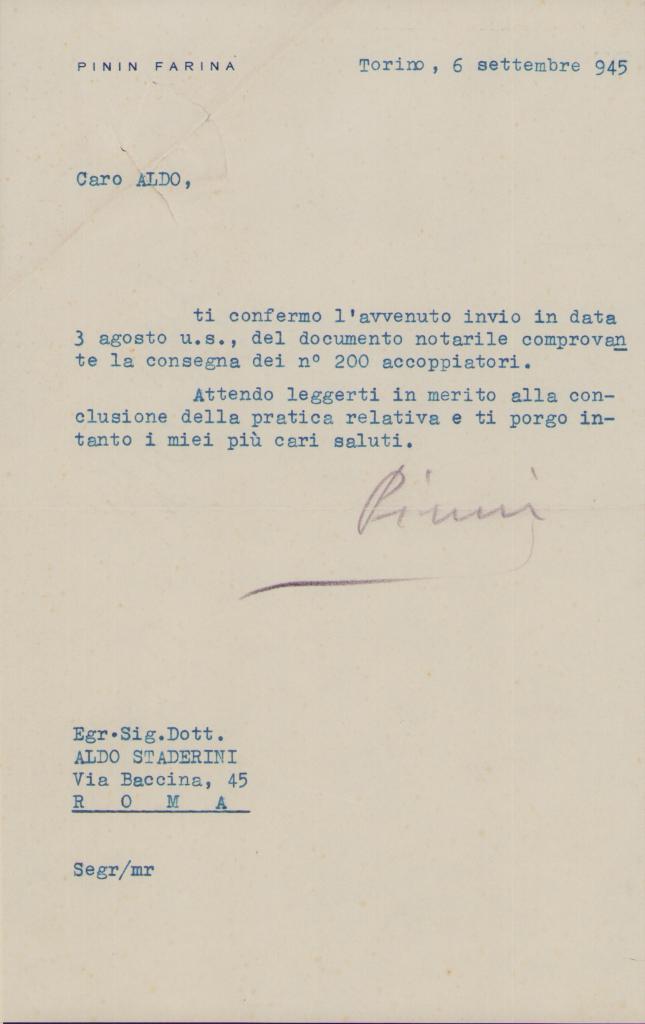 PININ FARINA
Torino, 6 settembre 945
Caro ALDO,
ti confermo l'avvenuto invio in data
3 agosto u.s., del documento notarile comprovan
te la consegna dei n° 200 accoppiatori.
Attendo leggerti in merito alla con-
clusione della pratica relativa e ti porgo in-
tanto i miei più cari saluti.
Pinin
Egr.Sig.Dott.
ALDO STADERINI
Via Baccina, 45
R O M A
Segr/mr